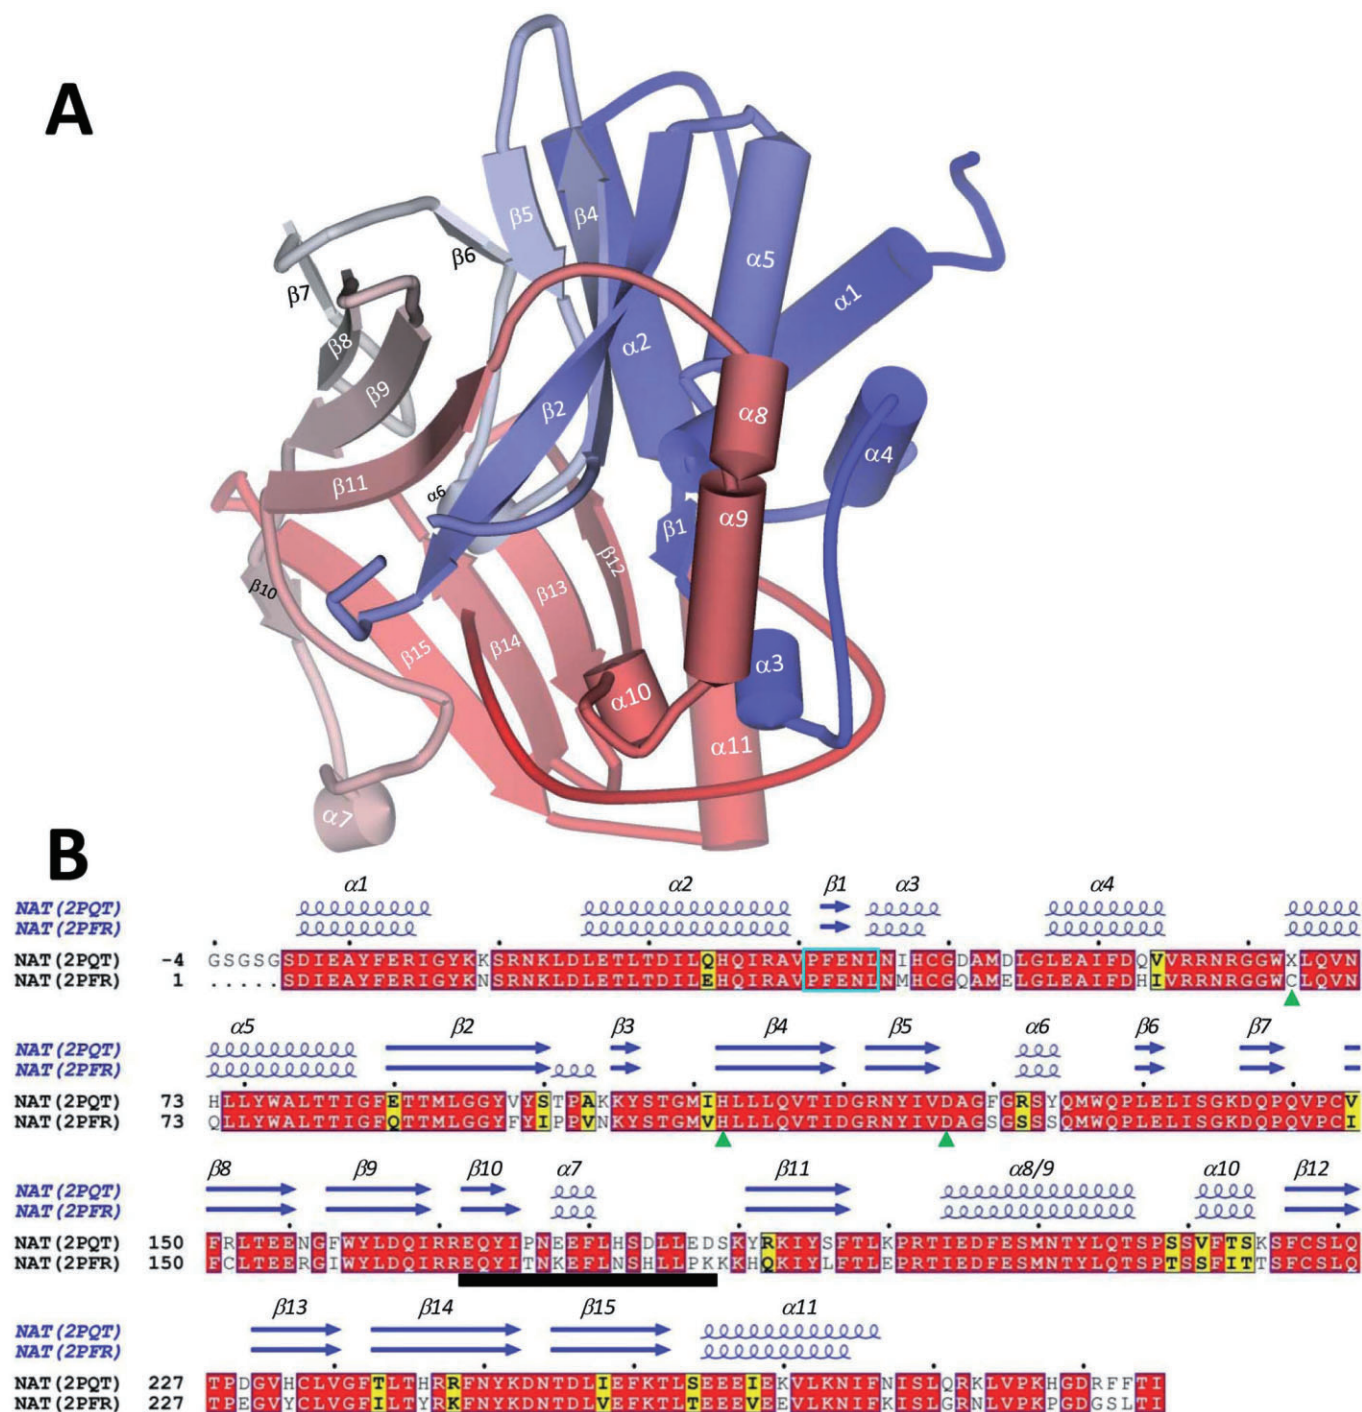 A
β5
β4
β6
α5
β7
α1
β8
α2
β9
β2
α8
α4
β11
α6
α9
β1
β12
β10
β13
β14
β15
α3
α10
α11
α7
B
α1 α2 β1 α3 α4
NAT(2PQT)
NAT(2PFR)
NAT(2PQT) -4 GSGSGSDIEAYFERIGYKKSRNKLDLETLTDILQHQIRAVPFENINIHCGDAMDLGLEAIFDQVVRRNRGGWXLQVN
NAT(2PFR) 1 .....SDIEAYFERIGYKNSRNKLDLETLTDILEHQIRAVPFENINMHCGQAMELGLEAIFDHIVRRNRGGWCLQVN
α5 β2 β3 β4 β5 α6 β6 β7
NAT(2PQT)
NAT(2PFR)
NAT(2PQT) 73 HLLYWALTTIGFETTMLGGYVYSTPAKKYSTGMIHLLLQVTIDGRNYIVDAGFGRSYQMWQPLELISGKDQPQVPCV
NAT(2PFR) 73 QLLYWALTTIGFQTTMLGGYFYIPPVNKYSTGMVHLLLQVTIDGRNYIVDAGSGSSSQMWQPLELISGKDQPQVPCI
β8 β9 β10 α7 β11 α8/9 α10 β12
NAT(2PQT)
NAT(2PFR)
NAT(2PQT) 150 FRLTEENGFWYLDQIRREQYIPNEEFLHSDLLEDSKYRKIYSFTLKPRTIEDFESMNTYLQTSPSSVFTSKSFCSLQ
NAT(2PFR) 150 FCLTEERGIWYLDQIRREQYITNKEFLNSHLLPKKKHQKIYLFTLEPRTIEDFESMNTYLQTSPTSSFITTSFCSLQ
β13 β14 β15 α11
NAT(2PQT)
NAT(2PFR)
NAT(2PQT) 227 TPDGVHCLVGFTLTHRRFNYKDNTDLIEFKTLSEEEIEKVLKNIFNISLQRKLVPKHGDRFFTI
NAT(2PFR) 227 TPEGVYCLVGFILTYRKFNYKDNTDLVEFKTLTEEEVEEVLKNIFKISLGRNLVPKPGDGSLTI